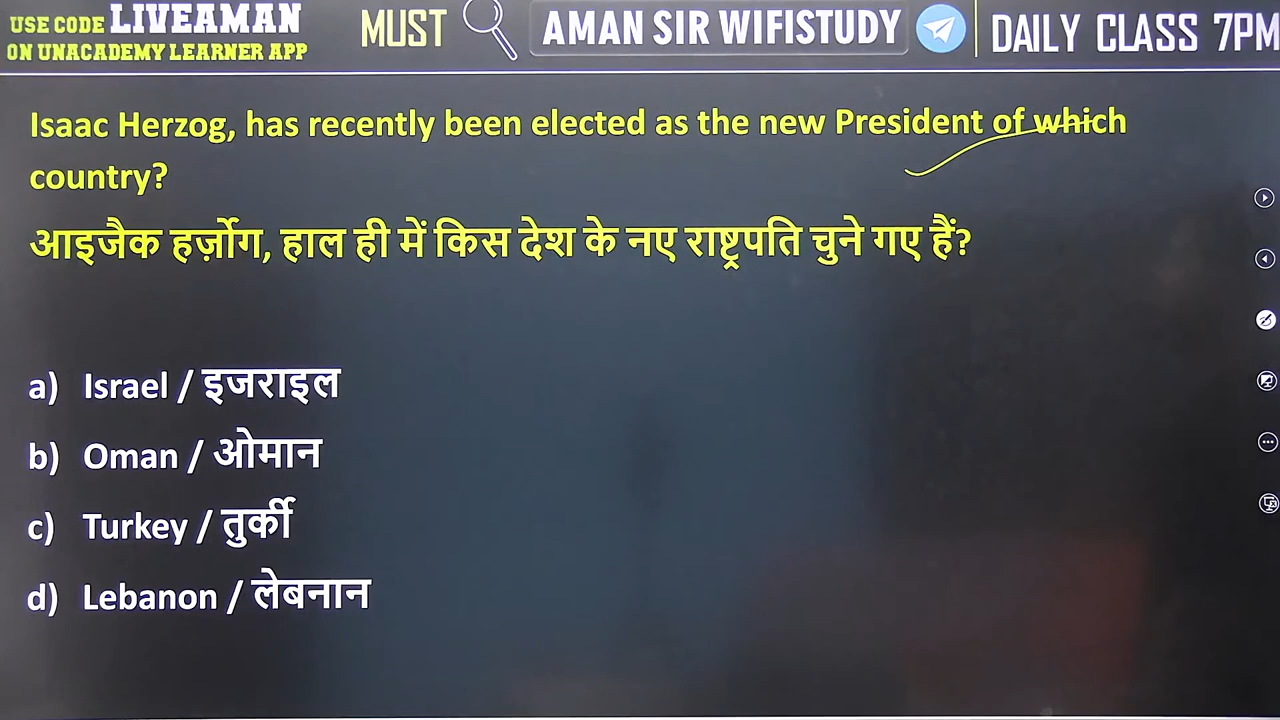 USE CODE LIVEAMAN
ON UNACADEMY LEARNER APP
MUST
AMAN SIR WIFISTUDY
DAILY CLASS 7PM
Isaac Herzog, has recently been elected as the new President of which
country?
आइजैक हर्ज़ोग, हाल ही में किस देश के नए राष्ट्रपति चुने गए हैं?
a) Israel / इजराइल
b) Oman / ओमान
c) Turkey / तुर्की
d) Lebanon / लेबनान